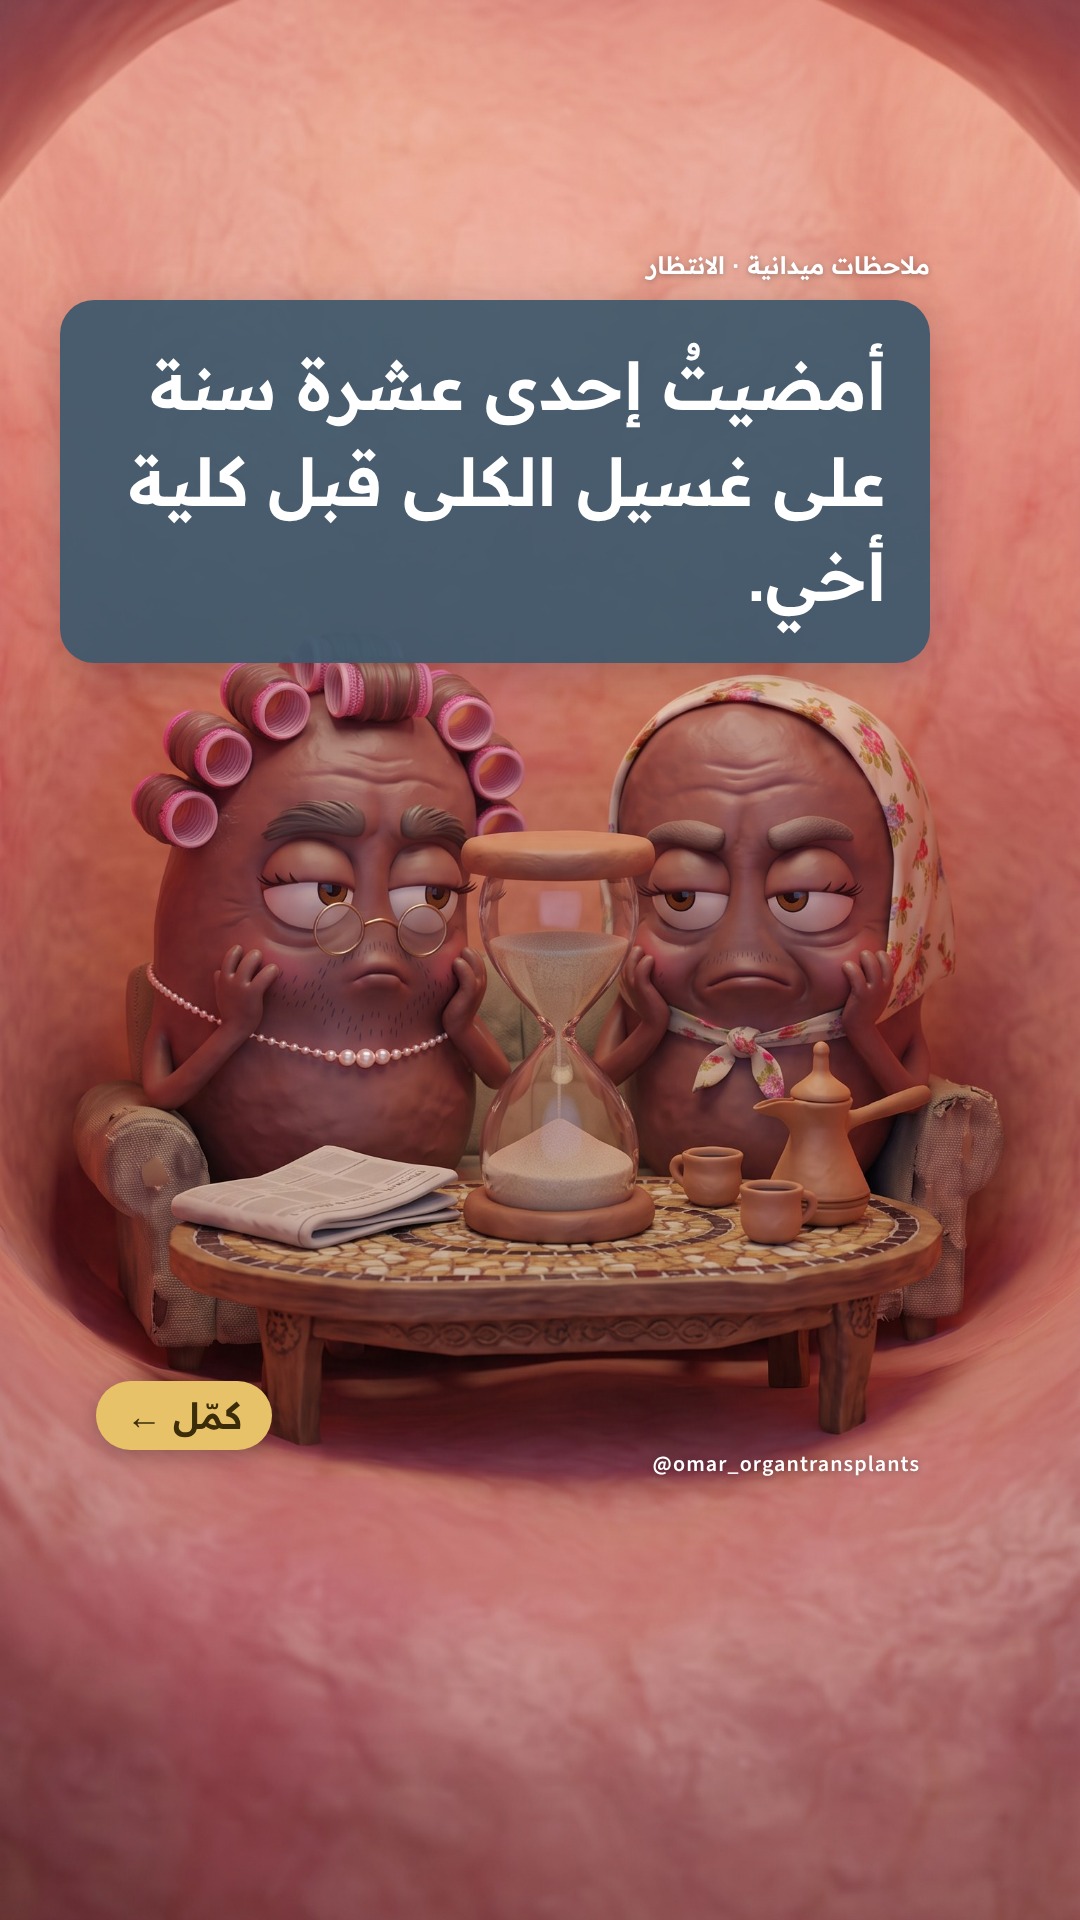 ملاحظات ميدانية · الانتظار
أمضيتُ إحدى عشرة سنة
على غسيل الكلى قبل كلية
أخي.
كمّل ←
@omar_organtransplants